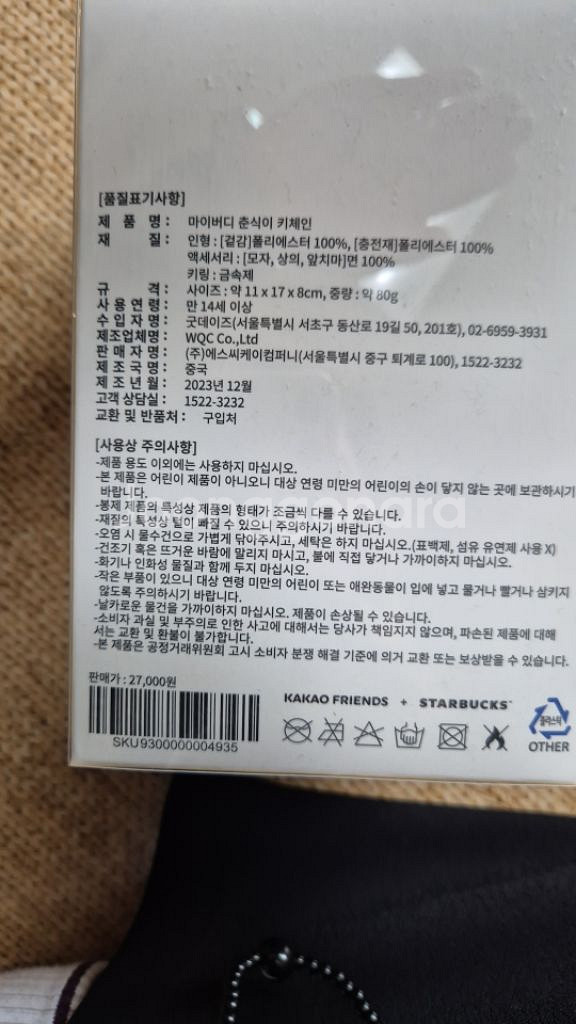 [품질표기사항]
제 품 명 : 마이버디 춘식이 키체인
재 질 : 인형 : [겉감]폴리에스터 100%, [충전재]폴리에스터 100%
액세서리 : [모자, 상의, 앞치마]면 100%
키링 : 금속제
규 격 : 사이즈 : 약 11 x 17 x 8cm, 중량 : 약 80g
사 용 연 령 : 만 14세 이상
수 입 자 명 : 굿데이즈(서울특별시 서초구 동산로 19길 50, 201호), 02-6959-3931
제조업체명 : WQC Co.,Ltd
판 매 자 명 : (주)에스씨케이컴퍼니(서울특별시 중구 퇴계로 100), 1522-3232
제 조 국 명 : 중국
제 조 년 월 : 2023년 12월
고객 상담실 : 1522-3232
교환 및 반품처 : 구입처
[사용상 주의사항]
-제품 용도 이외에는 사용하지 마십시오.
-본 제품은 어린이 제품이 아니오니 대상 연령 미만의 어린이의 손이 닿지 않는 곳에 보관하시기
바랍니다.
-봉제 제품의 특성상 제품의 형태가 조금씩 다를 수 있습니다.
-재질의 특성상 털이 빠질 수 있으니 주의하시기 바랍니다.
-오염 시 물수건으로 가볍게 닦아주시고, 세탁은 하지 마십시오.(표백제, 섬유 유연제 사용 X)
-건조기 혹은 뜨거운 바람에 말리지 마시고, 불에 직접 닿거나 가까이하지 마십시오.
-화기나 인화성 물질과 함께 두지 마십시오.
-작은 부품이 있으니 대상 연령 미만의 어린이 또는 애완동물이 입에 넣고 물거나 빨거나 삼키지
않도록 주의하시기 바랍니다.
-날카로운 물건을 가까이하지 마십시오. 제품이 손상될 수 있습니다.
-소비자 과실 및 부주의로 인한 사고에 대해서는 당사가 책임지지 않으며, 파손된 제품에 대해
서는 교환 및 환불이 불가합니다.
-본 제품은 공정거래위원회 고시 소비자 분쟁 해결 기준에 의거 교환 또는 보상받을 수 있습니다.
판매가 : 27,000원
KAKAO FRIENDS + STARBUCKS
SKU9300000004935
플라스틱
OTHER